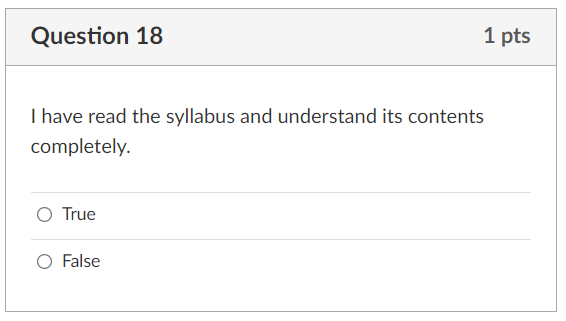 Question 18
1 pts
I have read the syllabus and understand its contents
completely.
True
False